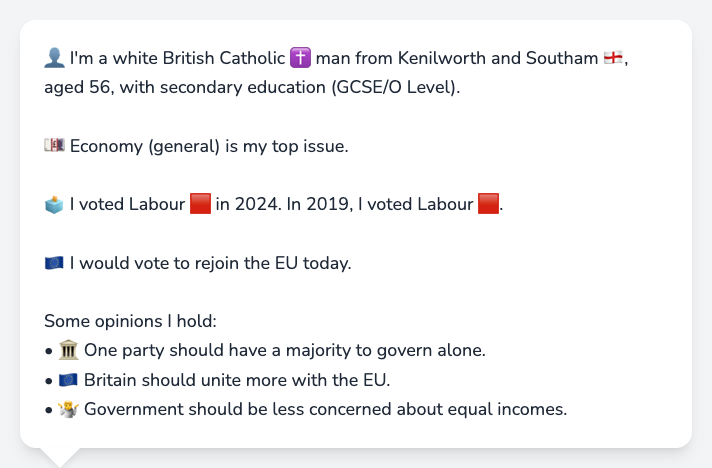 👤 I'm a white British Catholic ✝️ man from Kenilworth and Southam 🏴󠁧󠁢󠁥󠁮󠁧󠁿,
aged 56, with secondary education (GCSE/O Level).
💷 Economy (general) is my top issue.
🗳️ I voted Labour 🟥 in 2024. In 2019, I voted Labour 🟥.
🇪🇺 I would vote to rejoin the EU today.
Some opinions I hold:
• 🏛️ One party should have a majority to govern alone.
• 🇪🇺 Britain should unite more with the EU.
• 🤷 Government should be less concerned about equal incomes.